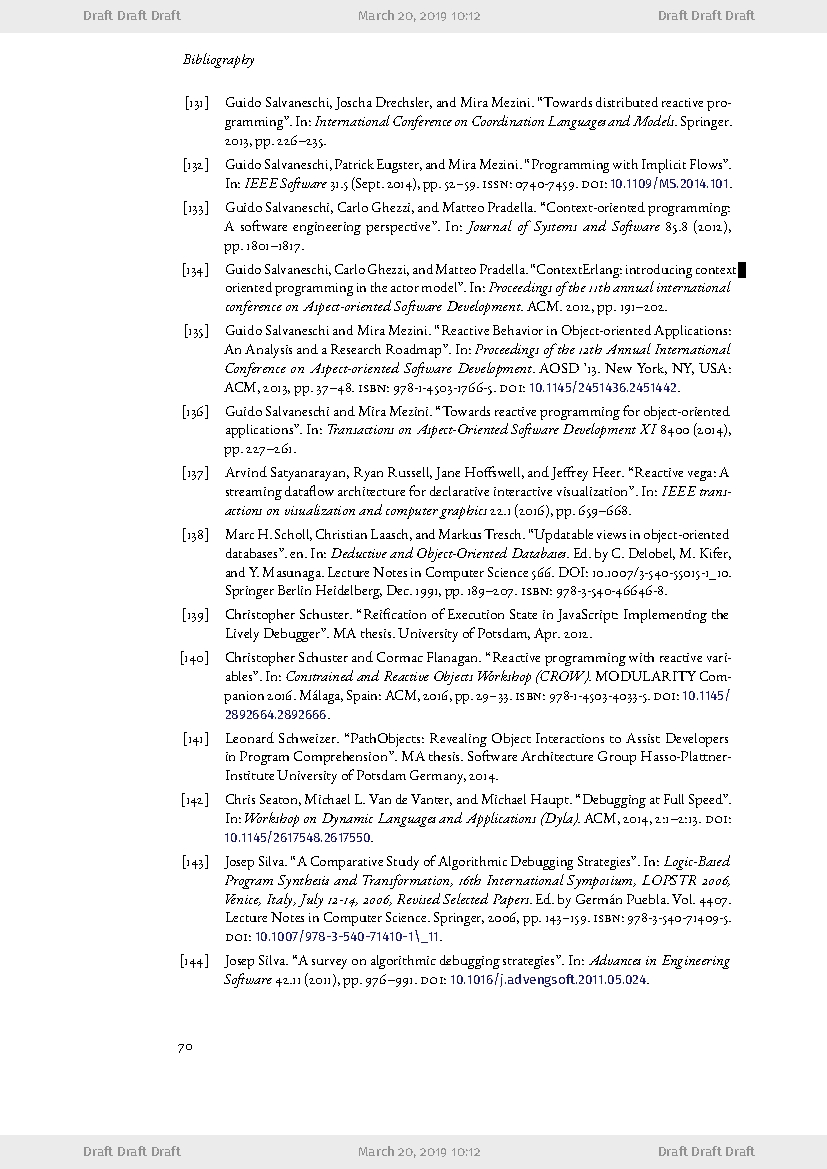 Draft Draft Draft March 20, 2019 10:12 Draft Draft Draft
Bibliography
[131] Guido Salvaneschi, Joscha Drechsler, and Mira Mezini. “Towards distributed reactive pro-
gramming”. In: International Conference on Coordination Languages and Models. Springer.
2013, pp. 226–235.
[132] Guido Salvaneschi, Patrick Eugster, and Mira Mezini. “Programming with Implicit Flows”.
In: IEEE Software 31.5 (Sept. 2014), pp. 52–59. ISSN: 0740-7459. DOI: 10.1109/MS.2014.101.
[133] Guido Salvaneschi, Carlo Ghezzi, and Matteo Pradella. “Context-oriented programming:
A software engineering perspective”. In: Journal of Systems and Software 85.8 (2012),
pp. 1801–1817.
[134] Guido Salvaneschi, Carlo Ghezzi, and Matteo Pradella. “ContextErlang: introducing context
oriented programming in the actor model”. In: Proceedings of the 11th annual international
conference on Aspect-oriented Software Development. ACM. 2012, pp. 191–202.
[135] Guido Salvaneschi and Mira Mezini. “Reactive Behavior in Object-oriented Applications:
An Analysis and a Research Roadmap”. In: Proceedings of the 12th Annual International
Conference on Aspect-oriented Software Development. AOSD ’13. New York, NY, USA:
ACM, 2013, pp. 37–48. ISBN: 978-1-4503-1766-5. DOI: 10.1145/2451436.2451442.
[136] Guido Salvaneschi and Mira Mezini. “Towards reactive programming for object-oriented
applications”. In: Transactions on Aspect-Oriented Software Development XI 8400 (2014),
pp. 227–261.
[137] Arvind Satyanarayan, Ryan Russell, Jane Hoffswell, and Jeffrey Heer. “Reactive vega: A
streaming dataflow architecture for declarative interactive visualization”. In: IEEE trans-
actions on visualization and computer graphics 22.1 (2016), pp. 659–668.
[138] Marc H. Scholl, Christian Laasch, and Markus Tresch. “Updatable views in object-oriented
databases”. en. In: Deductive and Object-Oriented Databases. Ed. by C. Delobel, M. Kifer,
and Y. Masunaga. Lecture Notes in Computer Science 566. DOI: 10.1007/3-540-55015-1_10.
Springer Berlin Heidelberg, Dec. 1991, pp. 189–207. ISBN: 978-3-540-46646-8.
[139] Christopher Schuster. “Reification of Execution State in JavaScript: Implementing the
Lively Debugger”. MA thesis. University of Potsdam, Apr. 2012.
[140] Christopher Schuster and Cormac Flanagan. “Reactive programming with reactive vari-
ables”. In: Constrained and Reactive Objects Workshop (CROW). MODULARITY Com-
panion 2016. Málaga, Spain: ACM, 2016, pp. 29–33. ISBN: 978-1-4503-4033-5. DOI: 10.1145/
2892664.2892666.
[141] Leonard Schweizer. “PathObjects: Revealing Object Interactions to Assist Developers
in Program Comprehension”. MA thesis. Software Architecture Group Hasso-Plattner-
Institute University of Potsdam Germany, 2014.
[142] Chris Seaton, Michael L. Van de Vanter, and Michael Haupt. “Debugging at Full Speed”.
In: Workshop on Dynamic Languages and Applications (Dyla). ACM, 2014, 2:1–2:13. DOI:
10.1145/2617548.2617550.
[143] Josep Silva. “A Comparative Study of Algorithmic Debugging Strategies”. In: Logic-Based
Program Synthesis and Transformation, 16th International Symposium, LOPSTR 2006,
Venice, Italy, July 12-14, 2006, Revised Selected Papers. Ed. by Germán Puebla. Vol. 4407.
Lecture Notes in Computer Science. Springer, 2006, pp. 143–159. ISBN: 978-3-540-71409-5.
DOI: 10.1007/978-3-540-71410-1\_11.
[144] Josep Silva. “A survey on algorithmic debugging strategies”. In: Advances in Engineering
Software 42.11 (2011), pp. 976–991. DOI: 10.1016/j.advengsoft.2011.05.024.
70
Draft Draft Draft March 20, 2019 10:12 Draft Draft Draft